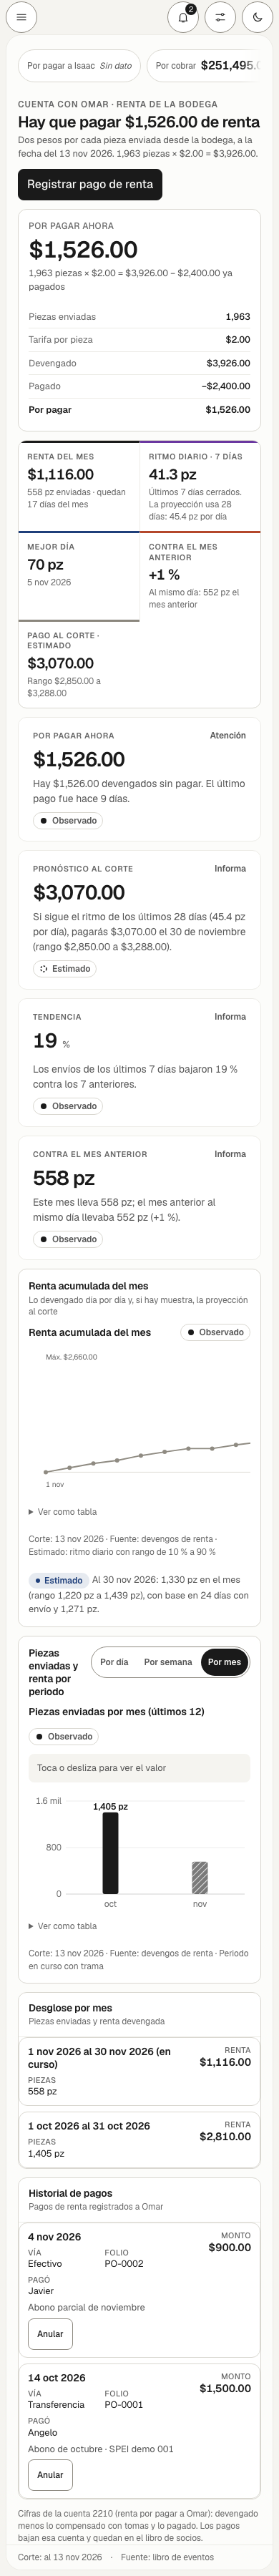 2
Por pagar a Isaac Sin dato
Por cobrar $251,495.0
CUENTA CON OMAR · RENTA DE LA BODEGA
Hay que pagar $1,526.00 de renta
Dos pesos por cada pieza enviada desde la bodega, a la
fecha del 13 nov 2026. 1,963 piezas × $2.00 = $3,926.00.
Registrar pago de renta
POR PAGAR AHORA
$1,526.00
1,963 piezas × $2.00 = $3,926.00 − $2,400.00 ya
pagados
Piezas enviadas 1,963
Tarifa por pieza $2.00
Devengado $3,926.00
Pagado −$2,400.00
Por pagar $1,526.00
RENTA DEL MES
$1,116.00
558 pz enviadas · quedan
17 días del mes
RITMO DIARIO · 7 DÍAS
41.3 pz
Últimos 7 días cerrados.
La proyección usa 28
días: 45.4 pz por día
MEJOR DÍA
70 pz
5 nov 2026
CONTRA EL MES
ANTERIOR
+1 %
Al mismo día: 552 pz el
mes anterior
PAGO AL CORTE ·
ESTIMADO
$3,070.00
Rango $2,850.00 a
$3,288.00
POR PAGAR AHORA Atención
$1,526.00
Hay $1,526.00 devengados sin pagar. El último
pago fue hace 9 días.
Observado
PRONÓSTICO AL CORTE Informa
$3,070.00
Si sigue el ritmo de los últimos 28 días (45.4 pz
por día), pagarás $3,070.00 el 30 de noviembre
(rango $2,850.00 a $3,288.00).
Estimado
TENDENCIA Informa
19 %
Los envíos de los últimos 7 días bajaron 19 %
contra los 7 anteriores.
Observado
CONTRA EL MES ANTERIOR Informa
558 pz
Este mes lleva 558 pz; el mes anterior al
mismo día llevaba 552 pz (+1 %).
Observado
Renta acumulada del mes
Lo devengado día por día y, si hay muestra, la proyección
al corte
Renta acumulada del mes Observado
Máx. $2,660.00
1 nov
Ver como tabla
Corte: 13 nov 2026 · Fuente: devengos de renta ·
Estimado: ritmo diario con rango de 10 % a 90 %
Estimado Al 30 nov 2026: 1,330 pz en el mes
(rango 1,220 pz a 1,439 pz), con base en 24 días con
envío y 1,271 pz.
Piezas
enviadas y
renta por
periodo
Por día Por semana Por mes
Piezas enviadas por mes (últimos 12)
Observado
Toca o desliza para ver el valor
1.6 mil
1,405 pz
800
0
oct nov
Ver como tabla
Corte: 13 nov 2026 · Fuente: devengos de renta · Periodo
en curso con trama
Desglose por mes
Piezas enviadas y renta devengada
1 nov 2026 al 30 nov 2026 (en
curso)
RENTA
$1,116.00
PIEZAS
558 pz
1 oct 2026 al 31 oct 2026
RENTA
$2,810.00
PIEZAS
1,405 pz
Historial de pagos
Pagos de renta registrados a Omar
4 nov 2026
MONTO
$900.00
VÍA FOLIO
Efectivo PO-0002
PAGÓ
Javier
Abono parcial de noviembre
Anular
14 oct 2026
MONTO
$1,500.00
VÍA FOLIO
Transferencia PO-0001
PAGÓ
Angelo
Abono de octubre · SPEI demo 001
Anular
Cifras de la cuenta 2210 (renta por pagar a Omar): devengado
menos lo compensado con tomas y lo pagado. Los pagos
bajan esa cuenta y quedan en el libro de socios.
Corte: al 13 nov 2026 · Fuente: libro de eventos